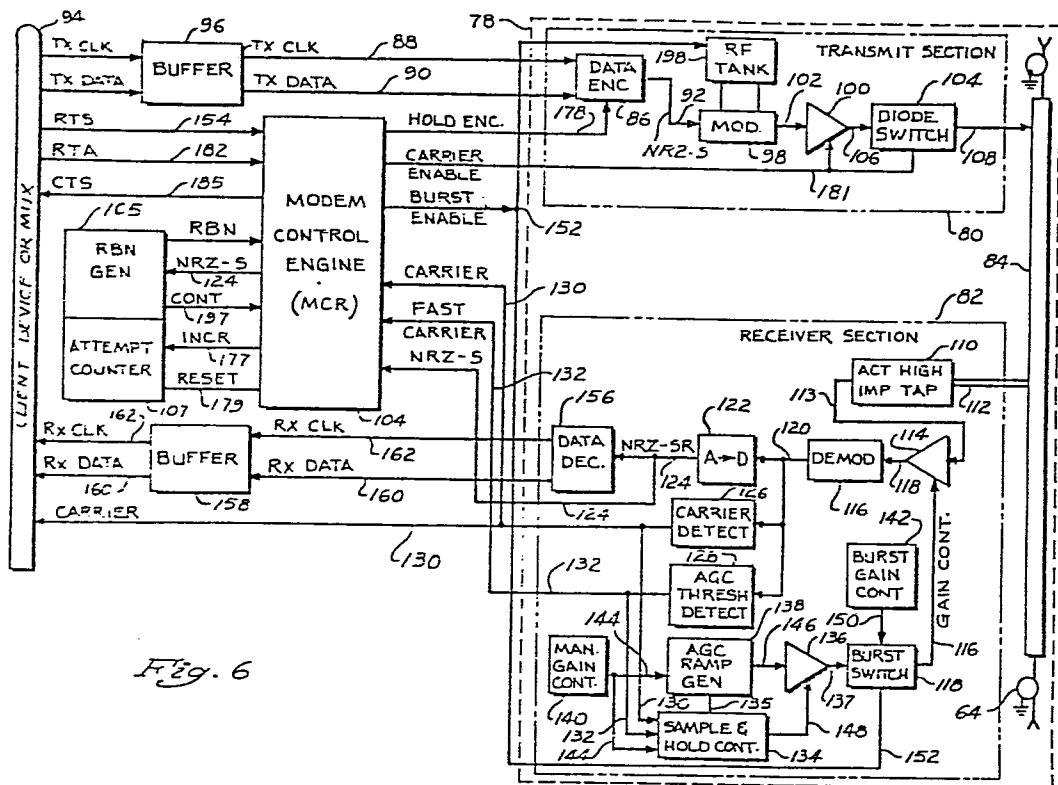 94
96
78
TX CLK
BUFFER
TX CLK
88
TX DATA
TX DATA
90
RTS
154
RTA
182
CTS
185
CLIENT DEVICE OR MUX
HOLD ENC.
178
CARRIER
ENABLE
181
BURST
ENABLE
152
MODEM
CONTROL
ENGINE
(MCR)
104
165
RBN
GEN
ATTEMPT
COUNTER
107
RBN
NRZ-S
124
CONT
197
INCR
177
RESET
179
CARRIER
130
FAST
CARRIER
132
NRZ-S
DATA
ENC
86
NRZ-S
92
198
RF
TANK
MOD.
98
102
100
106
TRANSMIT SECTION
104
DIODE
SWITCH
108
80
84
82
RECEIVER SECTION
110
ACT HIGH
IMP TAP
112
113
114
118
DEMOD
116
120
122
A→D
NRZ-SR
124
156
DATA
DEC.
RX CLK
162
RX DATA
160
162
RX CLK
RX DATA
160
BUFFER
158
CARRIER
130
124
126
CARRIER
DETECT
128
AGC
THRESH
DETECT
132
142
BURST
GAIN
CONT
150
GAIN CONT.
116
144
138
AGC
RAMP
GEN
146
136
137
BURST
SWITCH
118
MAN.
GAIN
CONT.
140
130
135
132
144
SAMPLE &
HOLD CONT.
134
148
152
64
Fig. 6